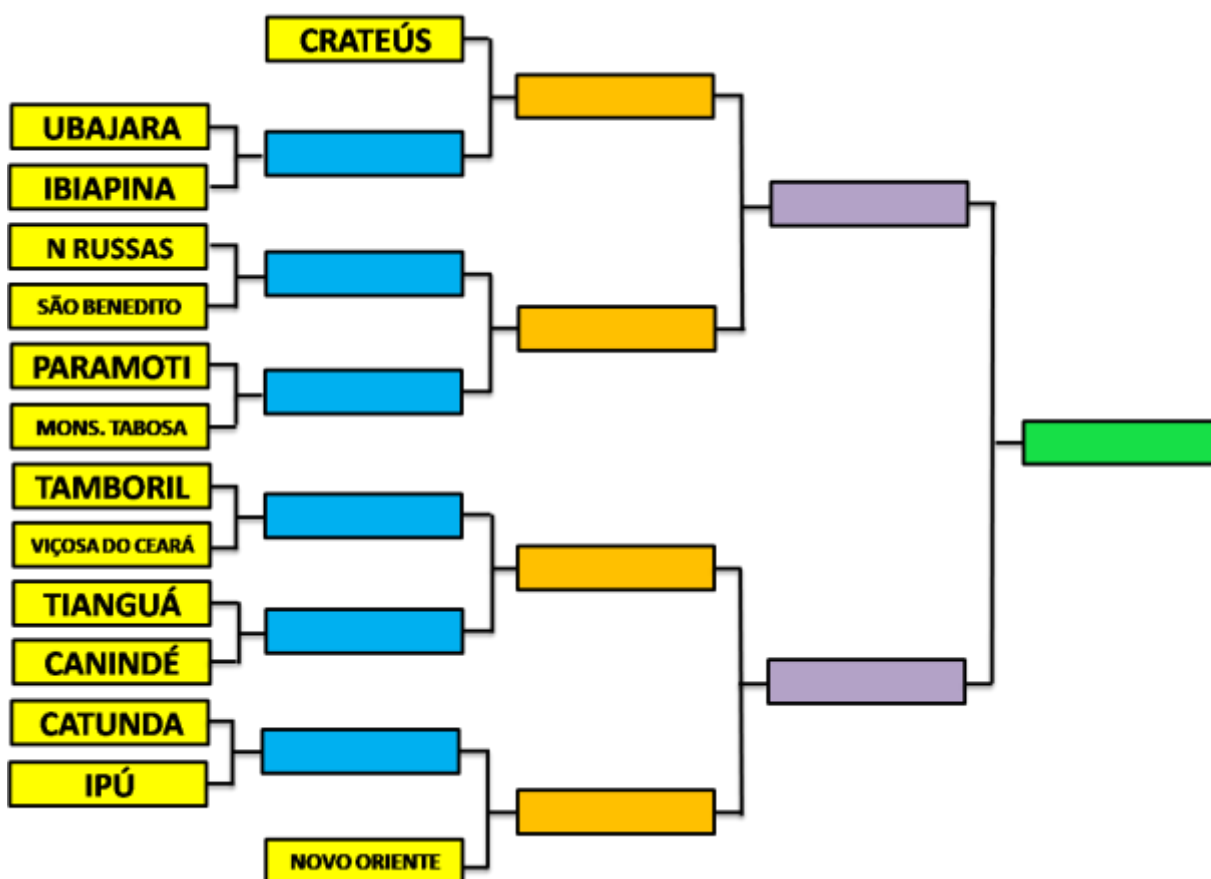 CRATEÚS
UBAJARA
IBIAPINA
N RUSSAS
SÃO BENEDITO
PARAMOTI
MONS. TABOSA
TAMBORIL
VIÇOSA DO CEARÁ
TIANGUÁ
CANINDÉ
CATUNDA
IPÚ
NOVO ORIENTE